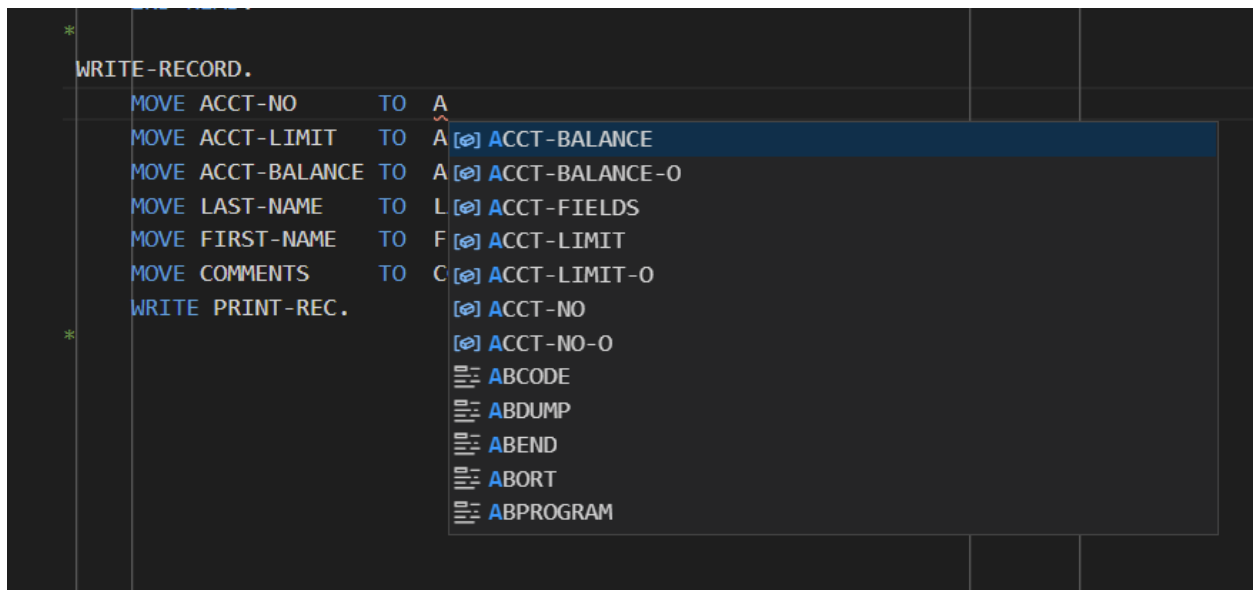 *
WRITE-RECORD.
MOVE ACCT-NO TO A
MOVE ACCT-LIMIT TO A
MOVE ACCT-BALANCE TO A
MOVE LAST-NAME TO L
MOVE FIRST-NAME TO F
MOVE COMMENTS TO C
WRITE PRINT-REC.
*
ACCT-BALANCE
ACCT-BALANCE-O
ACCT-FIELDS
ACCT-LIMIT
ACCT-LIMIT-O
ACCT-NO
ACCT-NO-O
ABCODE
ABDUMP
ABEND
ABORT
ABPROGRAM